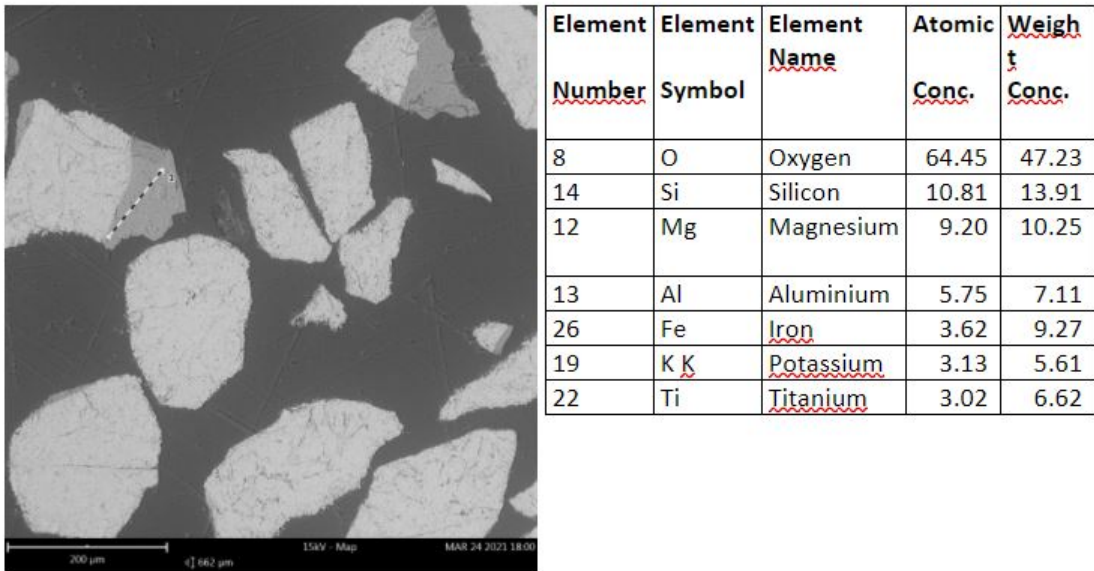 1
200 µm
662 µm
15kV - Map
MAR 24 2021 18:00
Element Number Element Symbol Element Name Atomic Conc. Weight Conc.
8 O Oxygen 64.45 47.23
14 Si Silicon 10.81 13.91
12 Mg Magnesium 9.20 10.25
13 Al Aluminium 5.75 7.11
26 Fe Iron 3.62 9.27
19 K K Potassium 3.13 5.61
22 Ti Titanium 3.02 6.62